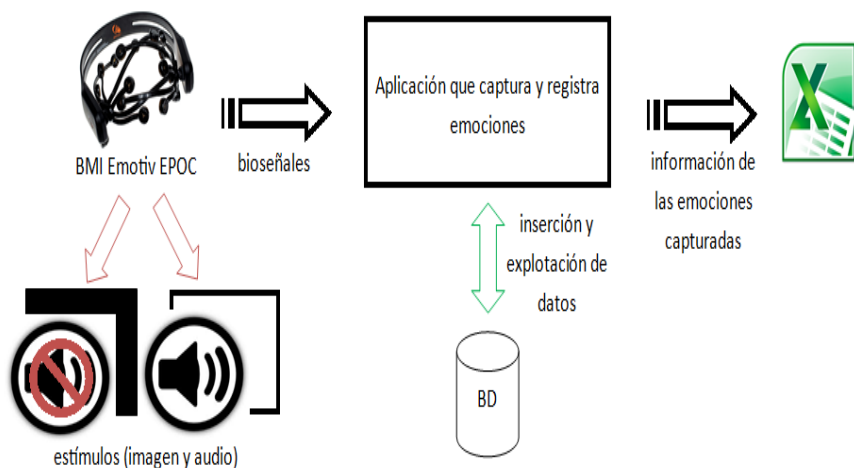 BMI Emotiv EPOC
bioseñales
Aplicación que captura y registra
emociones
información de
las emociones
capturadas
X
inserción y
explotación de
datos
BD
estímulos (imagen y audio)